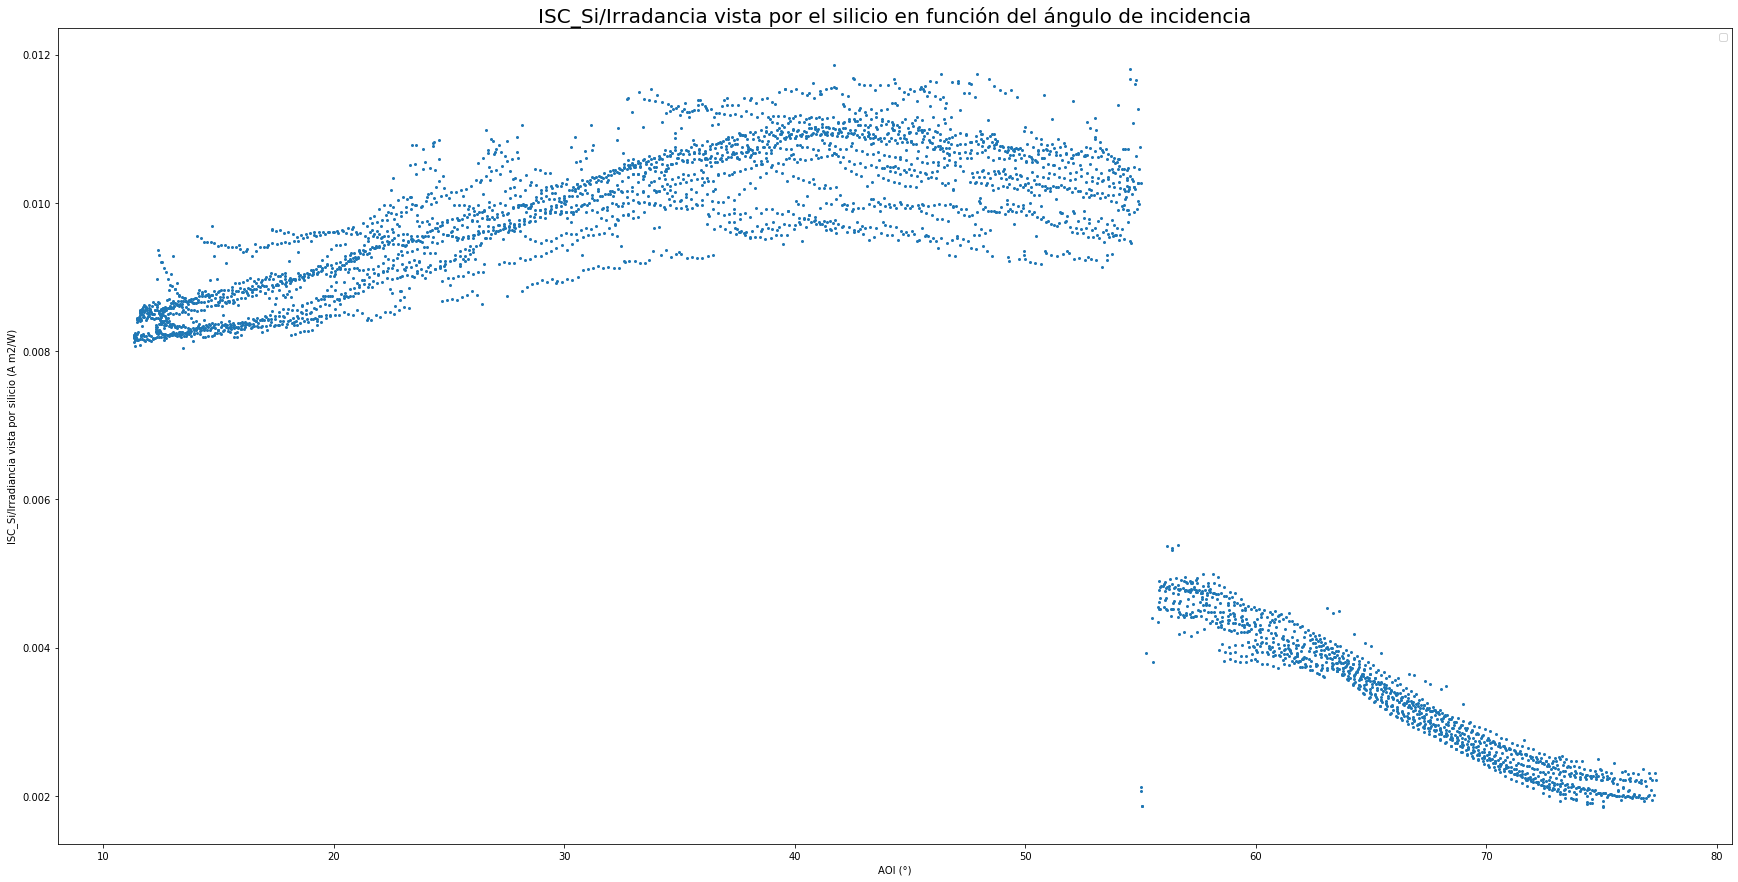 ISC_Si/Irradancia vista por el silicio en función del ángulo de incidencia
0.012
0.010
0.008
0.006
0.004
0.002
ISC_Si/Irradiancia vista por silicio (A m2/W)
10 20 30 40 50 60 70 80
AOI (°)